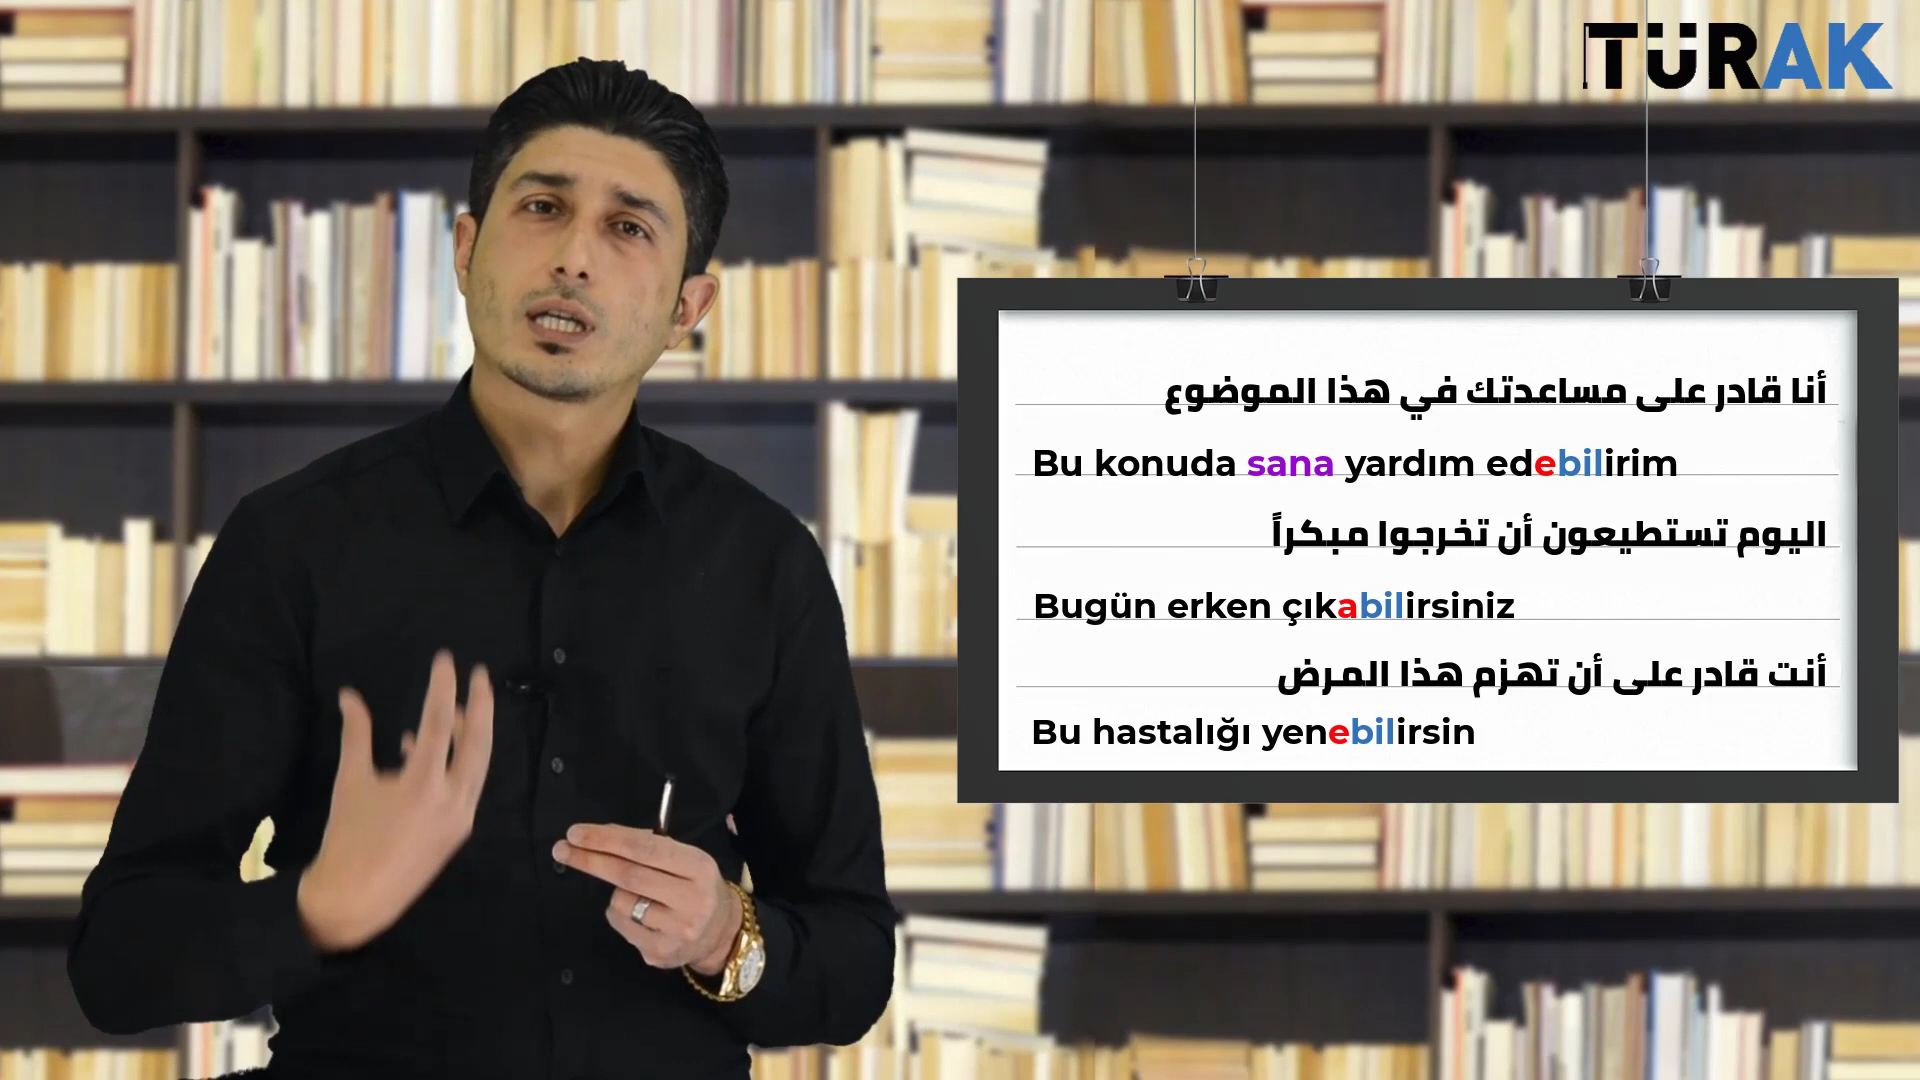 TÜRAK
أنا قادر على مساعدتك في هذا الموضوع
Bu konuda sana yardım edebilirim
اليوم تستطيعون أن تخرجوا مبكراً
Bugün erken çıkabilirsiniz
أنت قادر على أن تهزم هذا المرض
Bu hastalığı yenebilirsin